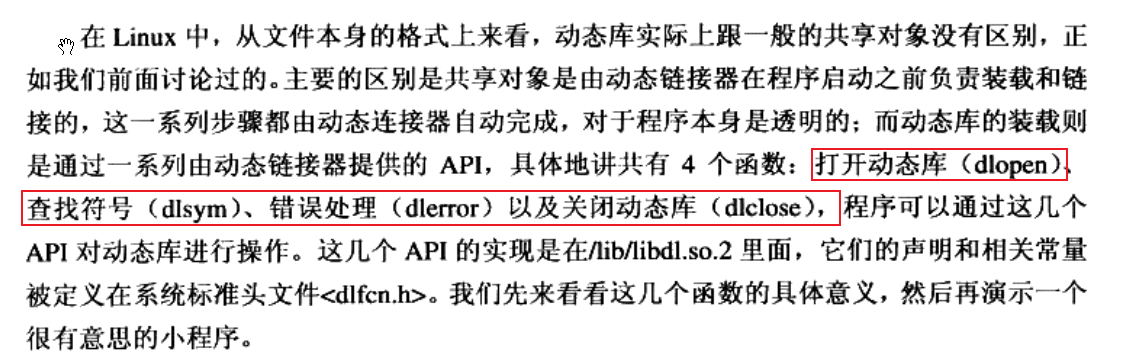 在 Linux 中，从文件本身的格式上来看，动态库实际上跟一般的共享对象没有区别，正
如我们前面讨论过的。主要的区别是共享对象是由动态链接器在程序启动之前负责装载和链
接的，这一系列步骤都由动态连接器自动完成，对于程序本身是透明的；而动态库的装载则
是通过一系列由动态链接器提供的 API，具体地讲共有 4 个函数：打开动态库（dlopen）、
查找符号（dlsym）、错误处理（dlerror）以及关闭动态库（dlclose），程序可以通过这几个
API 对动态库进行操作。这几个 API 的实现是在/lib/libdl.so.2 里面，它们的声明和相关常量
被定义在系统标准头文件<dlfcn.h>。我们先来看看这几个函数的具体意义，然后再演示一个
很有意思的小程序。